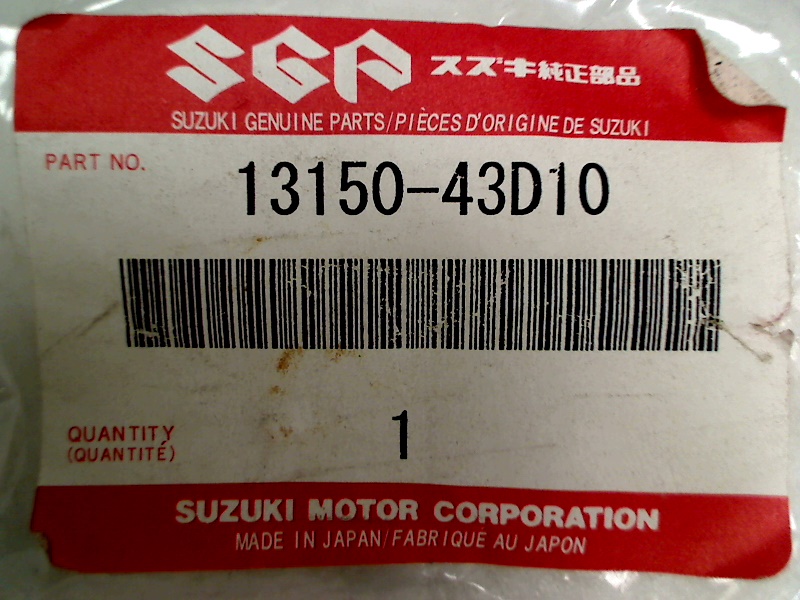 SGP スズキ純正部品
SUZUKI GENUINE PARTS/PIÈCES D'ORIGINE DE SUZUKI
PART NO. 13150-43D10
QUANTITY 1
(QUANTITÉ)
SUZUKI MOTOR CORPORATION
MADE IN JAPAN/FABRIQUÉ AU JAPON